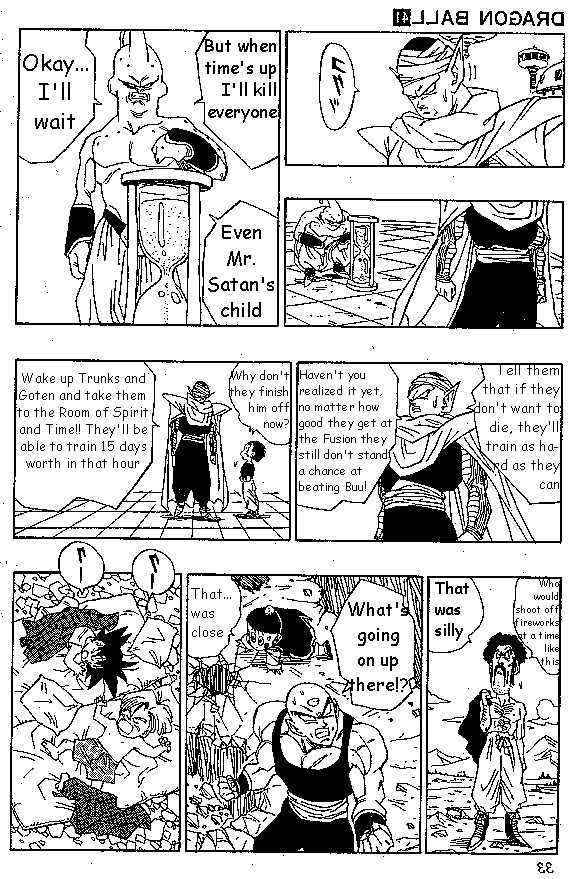 DRAGON BALL
Okay...
I'll
wait
But when
time's up
I'll kill
everyone
Even
Mr.
Satan's
child
Wake up Trunks and
Goten and take them
to the Room of Spirit
and Time!! They'll be
able to train 15 days
worth in that hour
Why don't
they finish
him off
now?
Haven't you
realized it yet,
no matter how
good they get at
the Fusion they
still don't stand
a chance at
beating Buu!
Tell them
that if they
don't want to
die, they'll
train as ha-
rd as they
can
That...
was
close
What's
going
on up
there!?
That
was
silly
Who
would
shoot off
fireworks
at a time
like
this
33